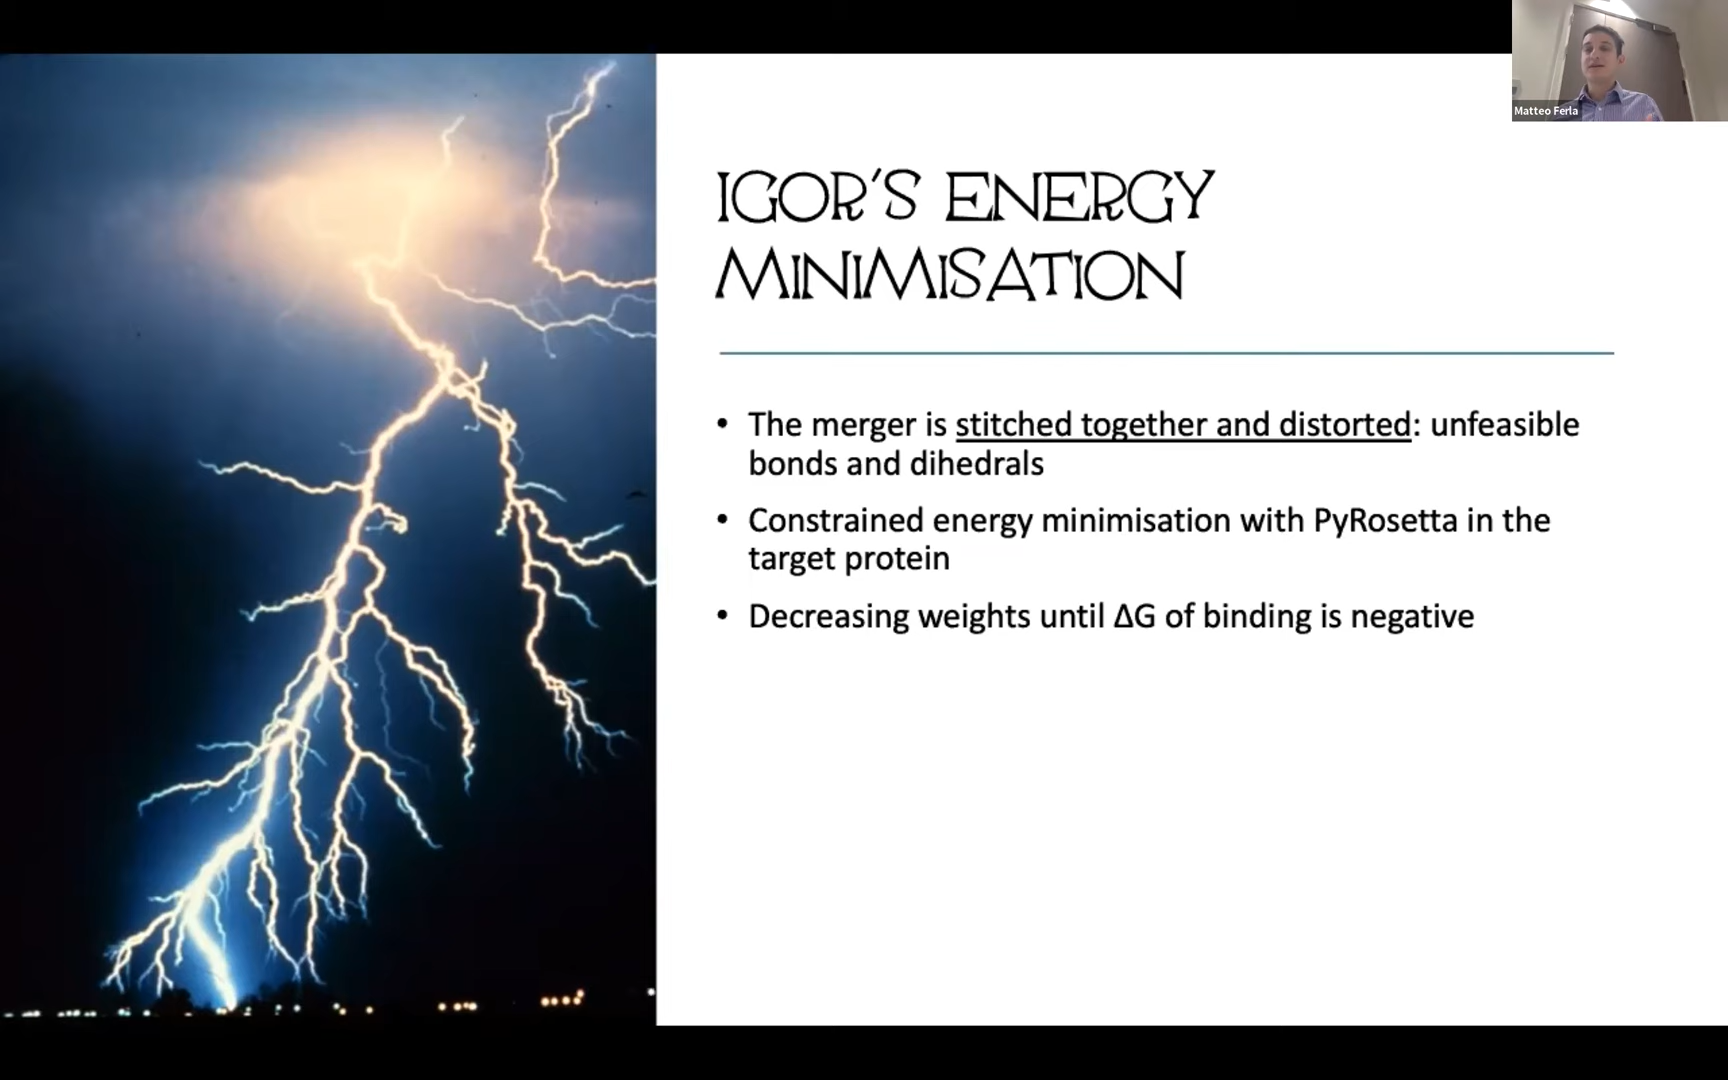 Matteo Ferla
IGOR'S ENERGY
MINIMISATION
• The merger is stitched together and distorted: unfeasible
bonds and dihedrals
• Constrained energy minimisation with PyRosetta in the
target protein
• Decreasing weights until ΔG of binding is negative